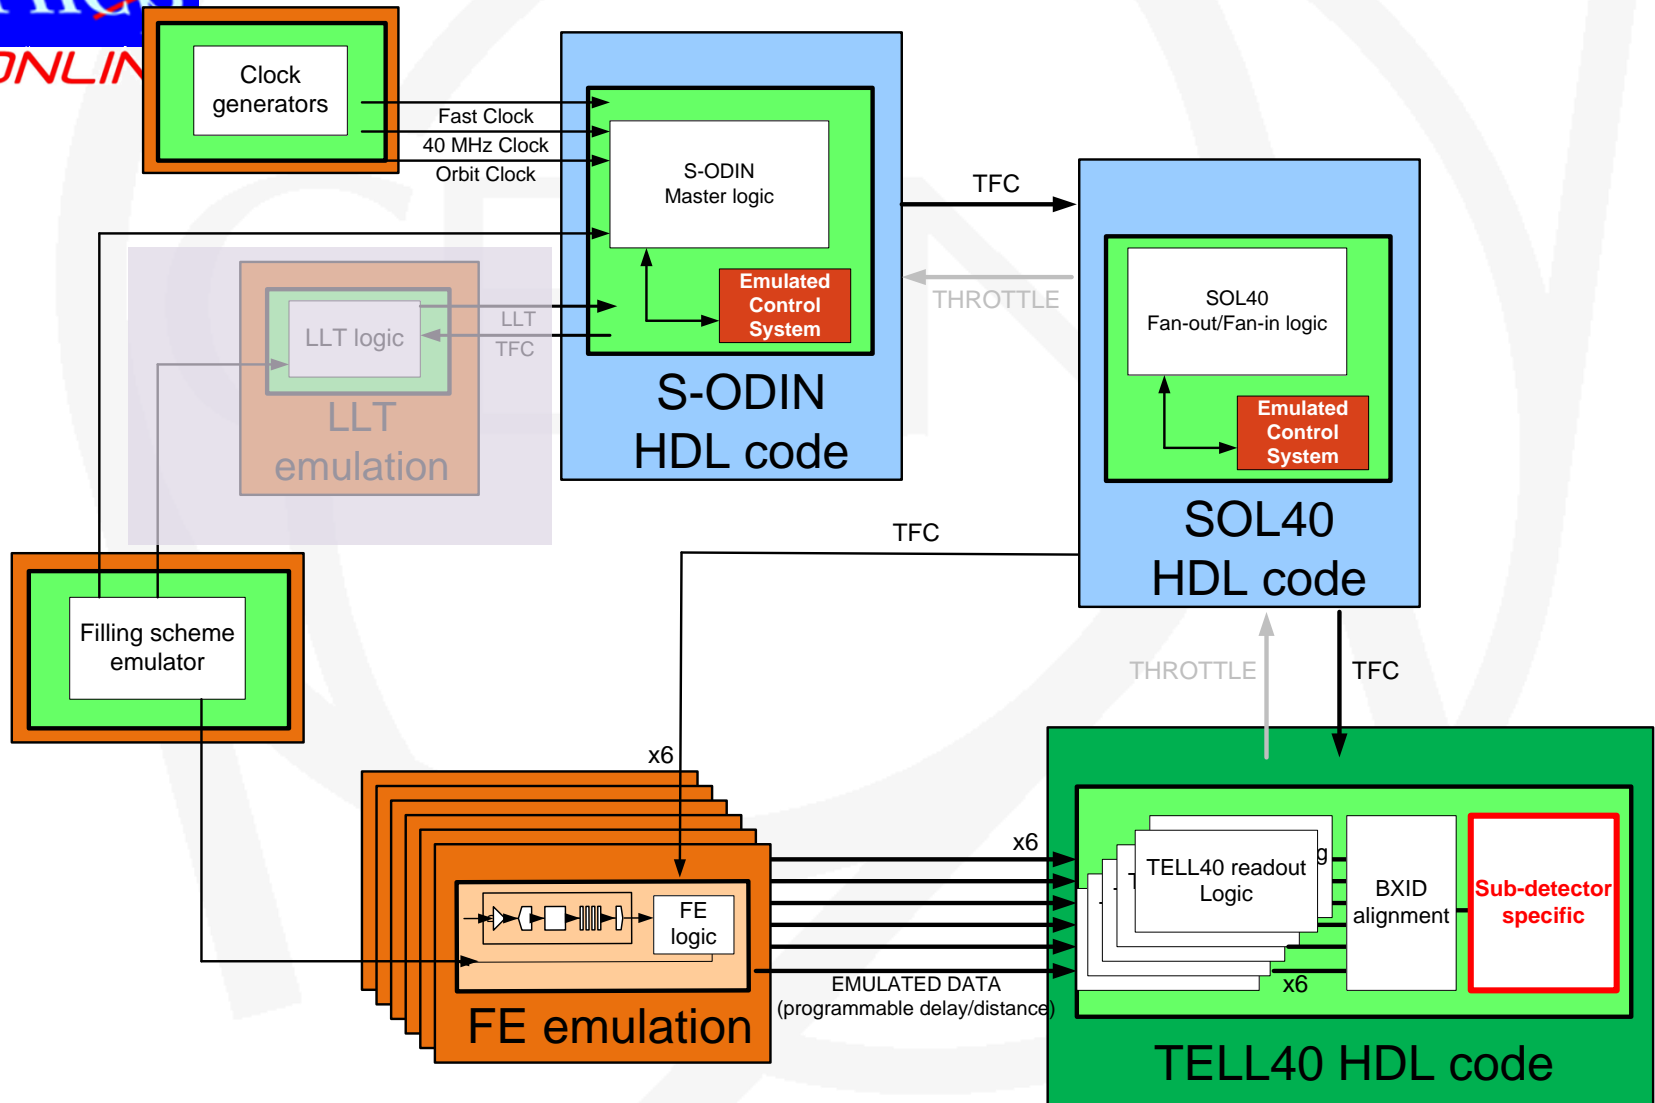 Clock
generators
Fast Clock
40 MHz Clock
Orbit Clock
S-ODIN
Master logic
Emulated
Control
System
S-ODIN
HDL code
TFC
THROTTLE
SOL40
Fan-out/Fan-in logic
Emulated
Control
System
SOL40
HDL code
LLT logic
LLT
TFC
LLT
emulation
TFC
Filling scheme
emulator
THROTTLE
TFC
x6
FE
logic
FE emulation
x6
EMULATED DATA
(programmable delay/distance)
TELL40 readout
Logic
x6
BXID
alignment
Sub-detector
specific
TELL40 HDL code